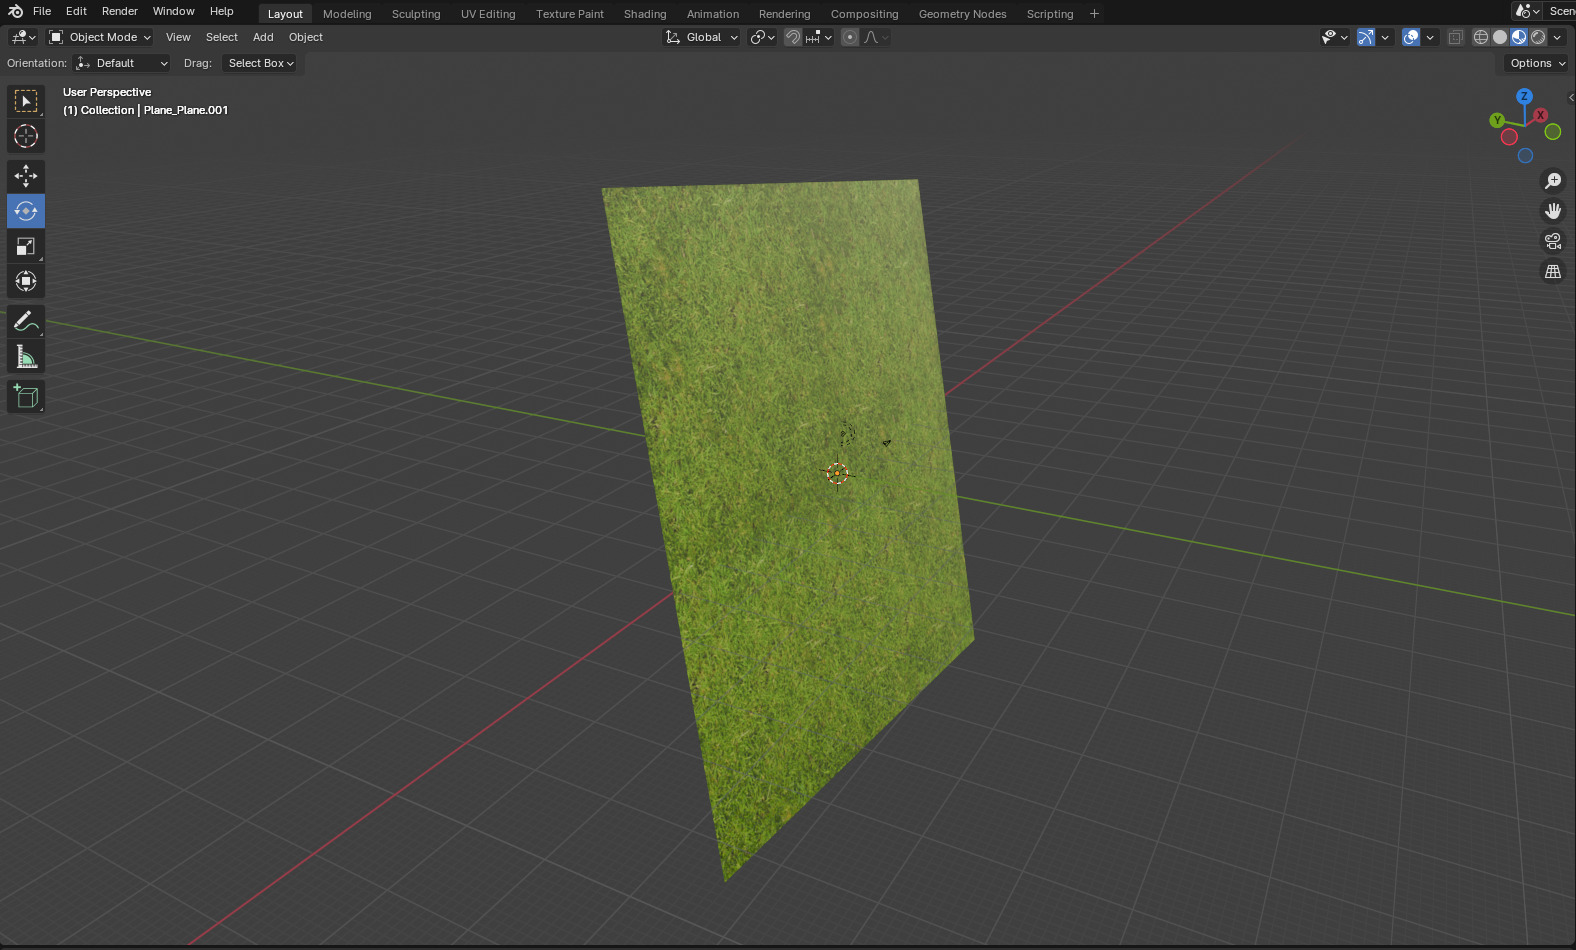 File Edit Render Window Help Layout Modeling Sculpting UV Editing Texture Paint Shading Animation Rendering Compositing Geometry Nodes Scripting + Scen
Object Mode View Select Add Object Global
Orientation: Default Drag: Select Box Options
User Perspective
(1) Collection | Plane_Plane.001
Z
Y X